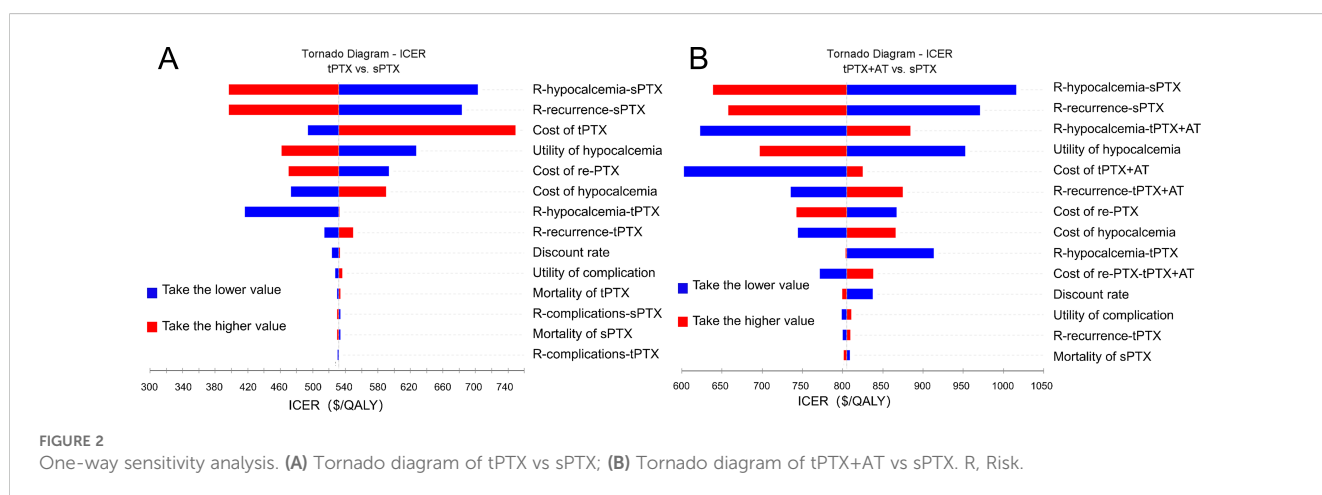 A
Tornado Diagram - ICER
tPTX vs. sPTX
R-hypocalcemia-sPTX
R-recurrence-sPTX
Cost of tPTX
Utility of hypocalcemia
Cost of re-PTX
Cost of hypocalcemia
R-hypocalcemia-tPTX
R-recurrence-tPTX
Discount rate
Utility of complication
Mortality of tPTX
R-complications-sPTX
Mortality of sPTX
R-complications-tPTX
Take the lower value
Take the higher value
300 340 380 460 500 540 620 660 700 740
ICER ($/QALY)
B
Tornado Diagram - ICER
tPTX+AT vs. sPTX
R-hypocalcemia-sPTX
R-recurrence-sPTX
R-hypocalcemia-tPTX+AT
Utility of hypocalcemia
Cost of tPTX+AT
R-recurrence-tPTX+AT
Cost of re-PTX
Cost of hypocalcemia
R-hypocalcemia-tPTX
Cost of re-PTX-tPTX+AT
Discount rate
Utility of complication
R-recurrence-tPTX
Mortality of sPTX
Take the lower value
Take the higher value
600 650 700 750 800 850 900 950 1000 1050
ICER ($/QALY)
FIGURE 2
One-way sensitivity analysis. (A) Tornado diagram of tPTX vs sPTX; (B) Tornado diagram of tPTX+AT vs sPTX. R, Risk.